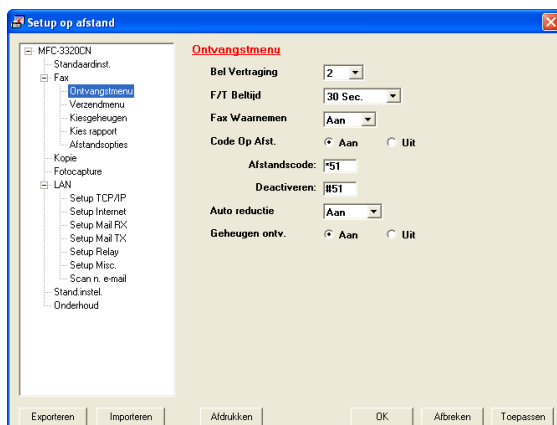 Setup op afstand
MFC-3320CN
Standaardinst.
Fax
Ontvangstmenu
Verzendmenu
Kiesgeheugen
Kies rapport
Afstandsopties
Kopie
Fotocapture
LAN
Setup TCP/IP
Setup Internet
Setup Mail RX
Setup Mail TX
Setup Relay
Setup Misc.
Scan n. e-mail
Stand.instel.
Onderhoud
Ontvangstmenu
Bel Vertraging 2
F/T Beltijd 30 Sec.
Fax Waarnemen Aan
Code Op Afst. Aan Uit
Afstandscode: *51
Deactiveren: #51
Auto reductie Aan
Geheugen ontv. Aan Uit
Exporteren Importeren Afdrukken OK Afbreken Toepassen